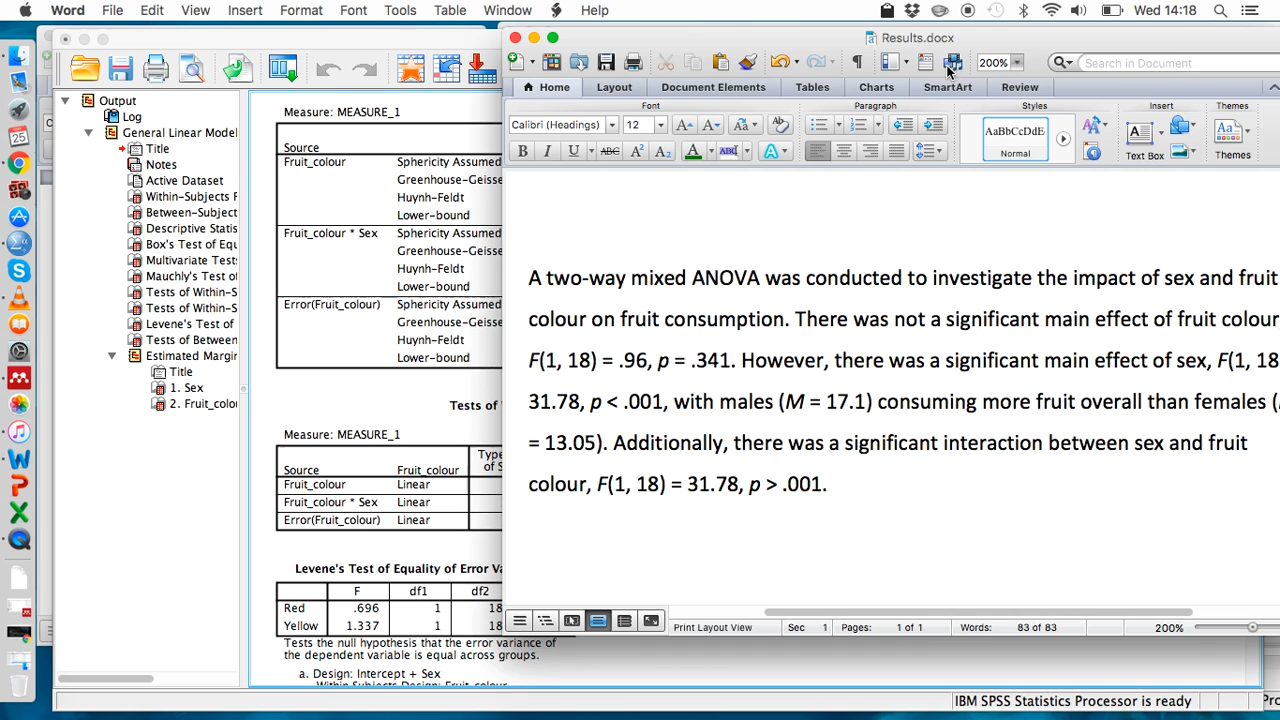 Word File Edit View Insert Format Font Tools Table Window Help Wed 14:18
Results.docx
200% Search in Document
Home Layout Document Elements Tables Charts SmartArt Review
Font Paragraph Styles Insert Themes
Calibri (Headings) 12
AaBbCcDdE
Normal Text Box Themes
Output
Log
General Linear Model
Title
Notes
Active Dataset
Within-Subjects F
Between-Subject
Descriptive Statis
Box's Test of Equ
Multivariate Test
Mauchly's Test of
Tests of Within-S
Tests of Within-S
Levene's Test of
Tests of Between
Estimated Margin
Title
1. Sex
2. Fruit_colou
Measure: MEASURE_1
Source
Fruit_colour Sphericity Assumed
Greenhouse-Geisse
Huynh-Feldt
Lower-bound
Fruit_colour * Sex Sphericity Assumed
Greenhouse-Geisse
Huynh-Feldt
Lower-bound
Error(Fruit_colour) Sphericity Assumed
Greenhouse-Geisse
Huynh-Feldt
Lower-bound
Tests of
Measure: MEASURE_1
Source Fruit_colour Type of S
Fruit_colour Linear
Fruit_colour * Sex Linear
Error(Fruit_colour) Linear
Levene's Test of Equality of Error V
F df1 df2
Red .696 1 18
Yellow 1.337 1 18
Tests the null hypothesis that the error variance of
the dependent variable is equal across groups.
a. Design: Intercept + Sex
Within Subjects Design: Fruit_colour
A two-way mixed ANOVA was conducted to investigate the impact of sex and fruit
colour on fruit consumption. There was not a significant main effect of fruit colour
F(1, 18) = .96, p = .341. However, there was a significant main effect of sex, F(1, 18
31.78, p < .001, with males (M = 17.1) consuming more fruit overall than females (
= 13.05). Additionally, there was a significant interaction between sex and fruit
colour, F(1, 18) = 31.78, p > .001.
Print Layout View Sec 1 Pages: 1 of 1 Words: 83 of 83 200%
IBM SPSS Statistics Processor is ready